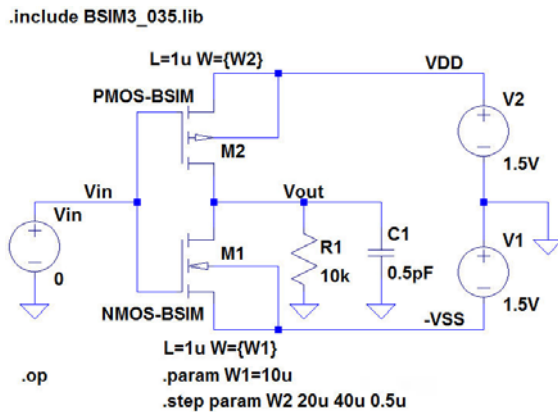 .include BSIM3_035.lib
L=1u W={W2}
VDD
PMOS-BSIM
V2
M2
1.5V
Vin
Vout
Vin
C1
V1
M1
R1
0
10k
0.5pF
1.5V
NMOS-BSIM
-VSS
L=1u W={W1}
.op
.param W1=10u
.step param W2 20u 40u 0.5u